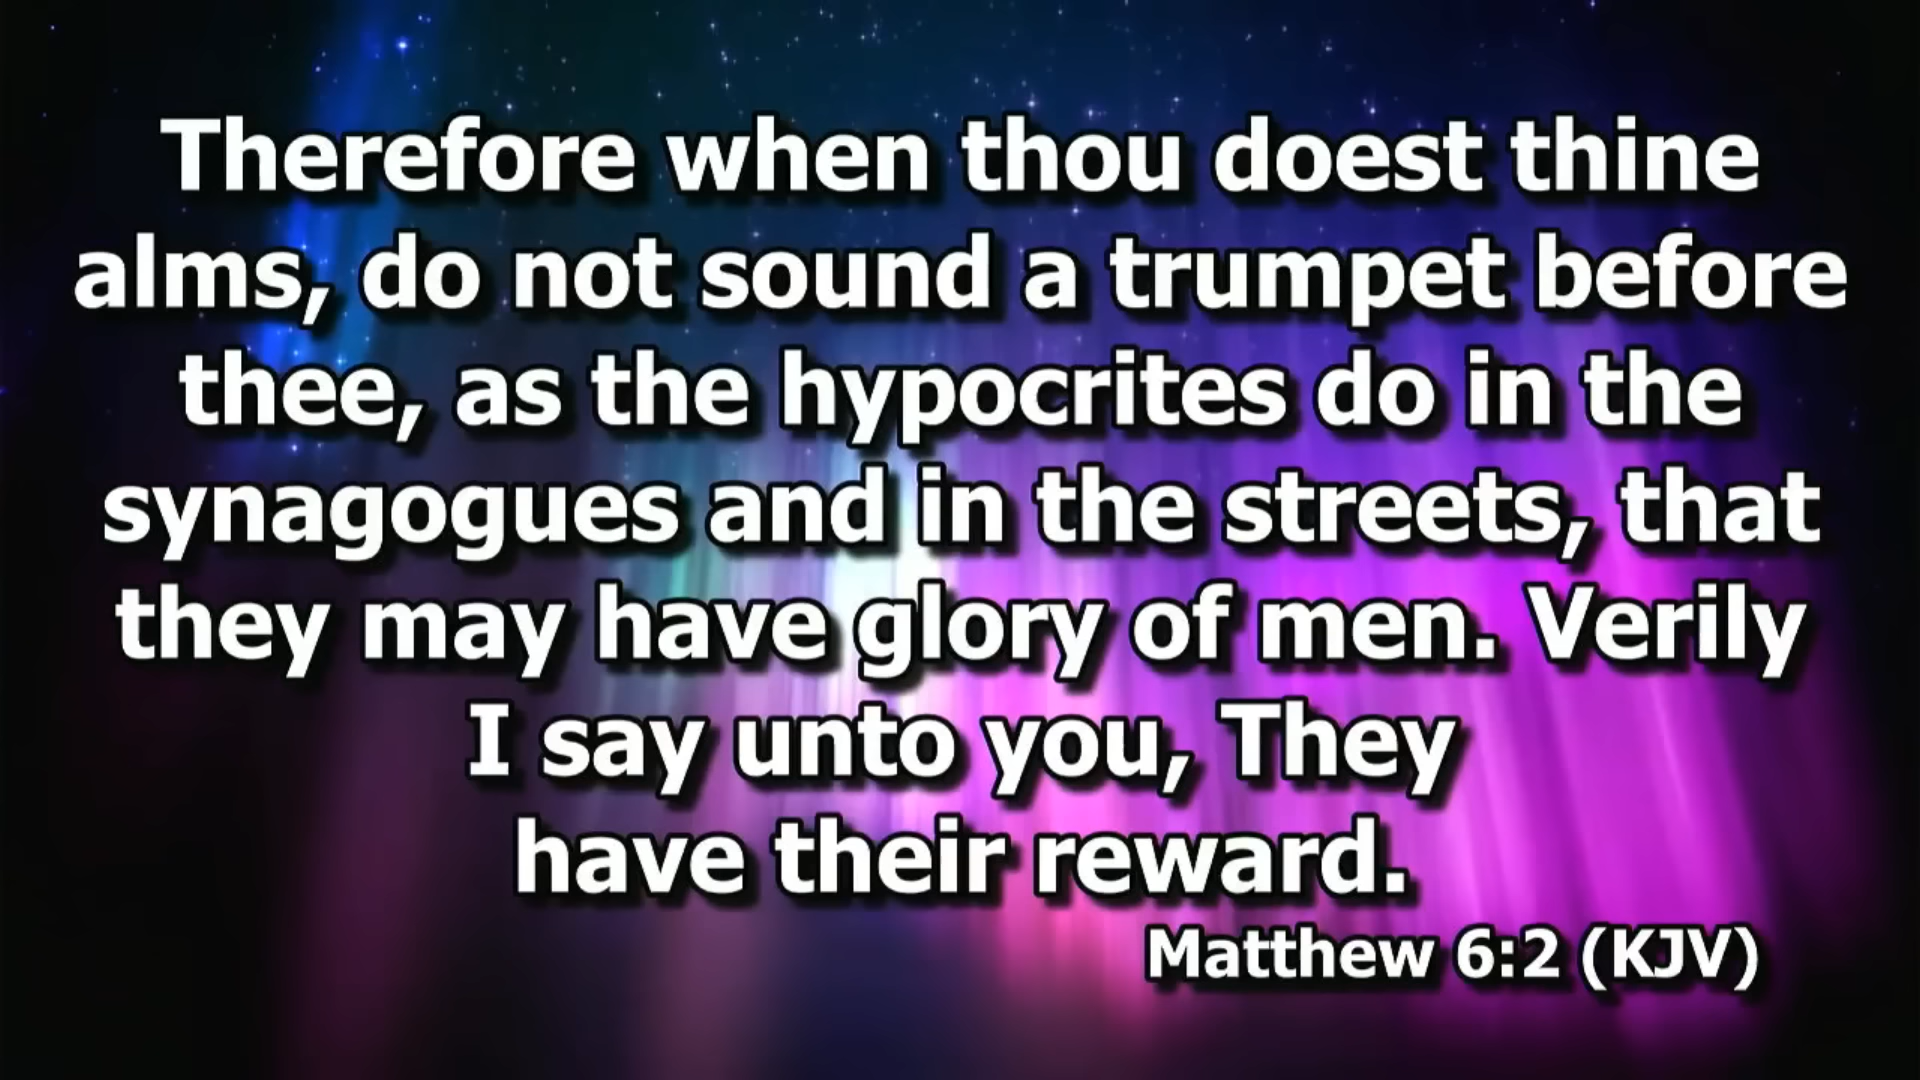 Therefore when thou doest thine
alms, do not sound a trumpet before
thee, as the hypocrites do in the
synagogues and in the streets, that
they may have glory of men. Verily
I say unto you, They
have their reward.
Matthew 6:2 (KJV)